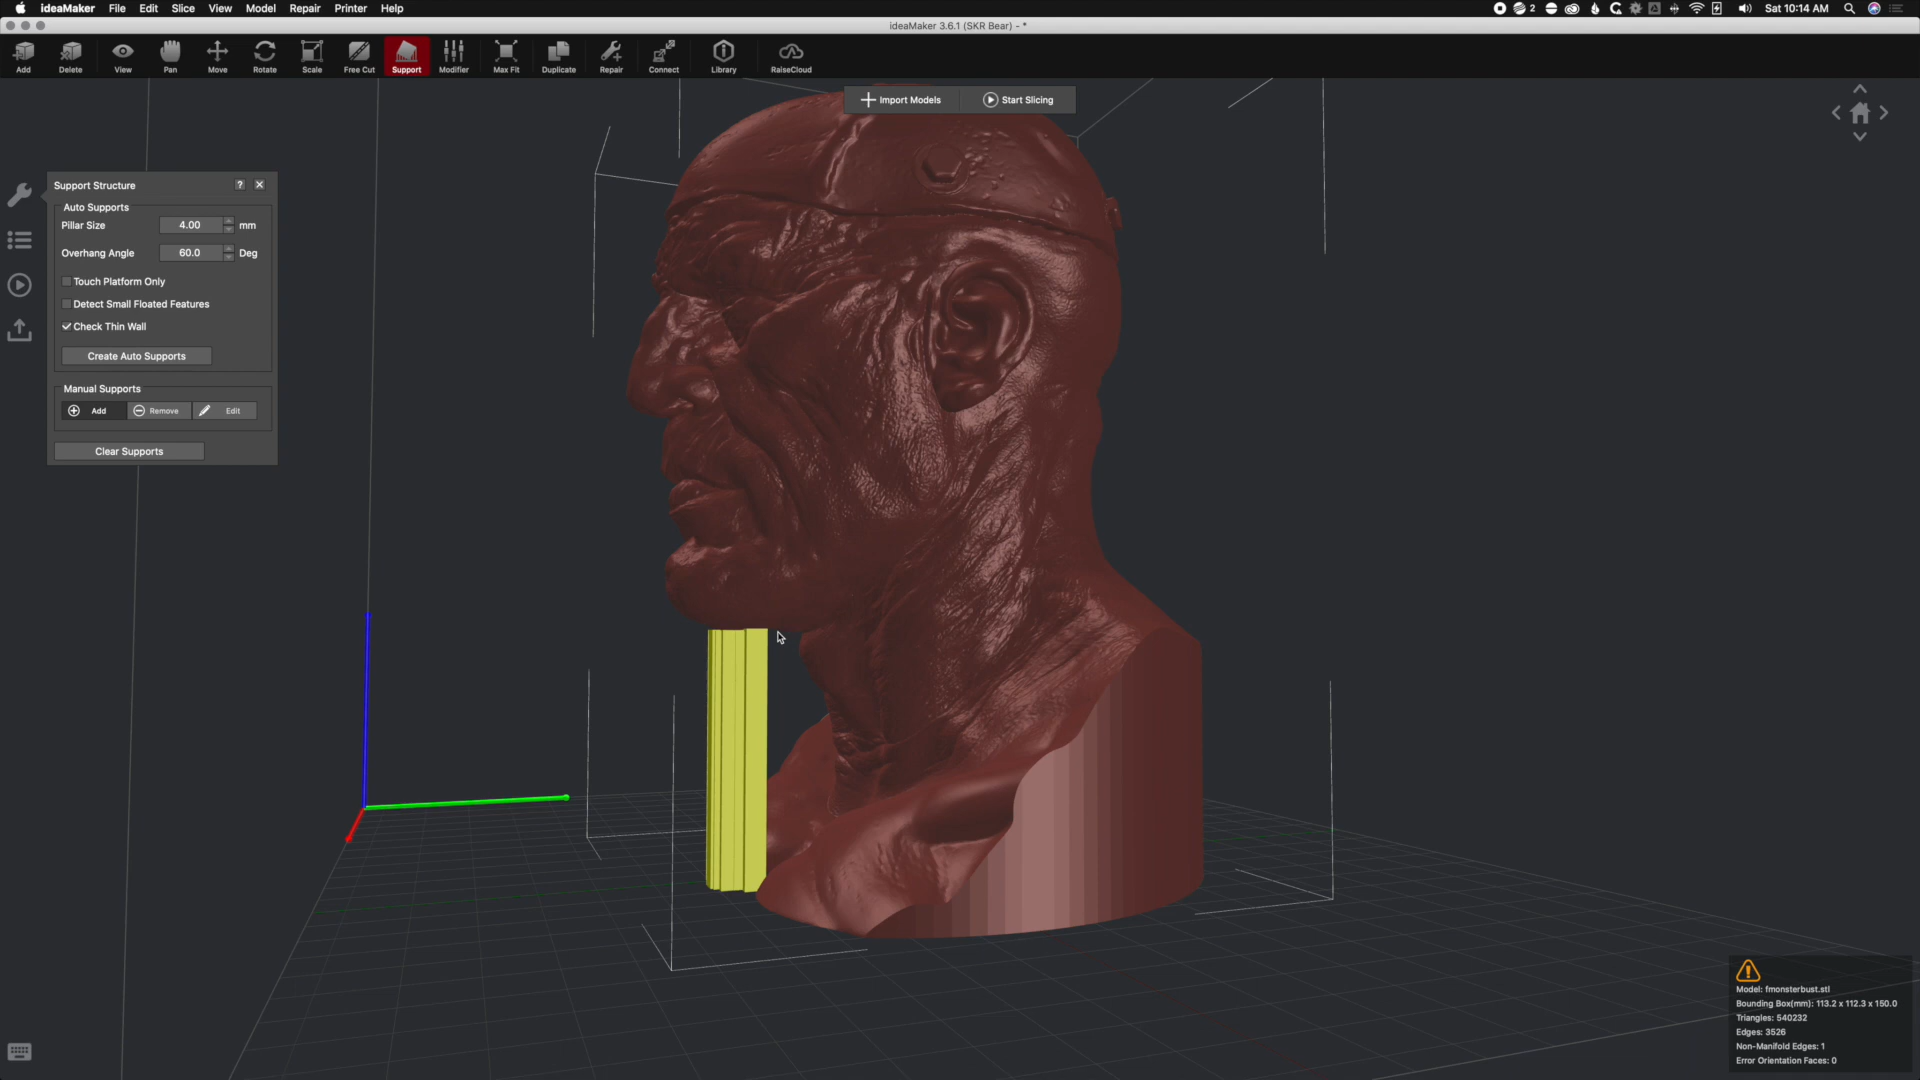 ideaMaker File Edit Slice View Model Repair Printer Help
2 Sat 10:14 AM
ideaMaker 3.6.1 (SKR Bear) - *
Add Delete View Pan Move Rotate Scale Free Cut Support Modifier Max Fit Duplicate Repair Connect Library RaiseCloud
Import Models Start Slicing
Support Structure ?
Auto Supports
Pillar Size 4.00 mm
Overhang Angle 60.0 Deg
Touch Platform Only
Detect Small Floated Features
Check Thin Wall
Create Auto Supports
Manual Supports
Add Remove Edit
Clear Supports
Model: fmonsterbust.stl
Bounding Box(mm): 113.2 x 112.3 x 150.0
Triangles: 540232
Edges: 3526
Non-Manifold Edges: 1
Error Orientation Faces: 0